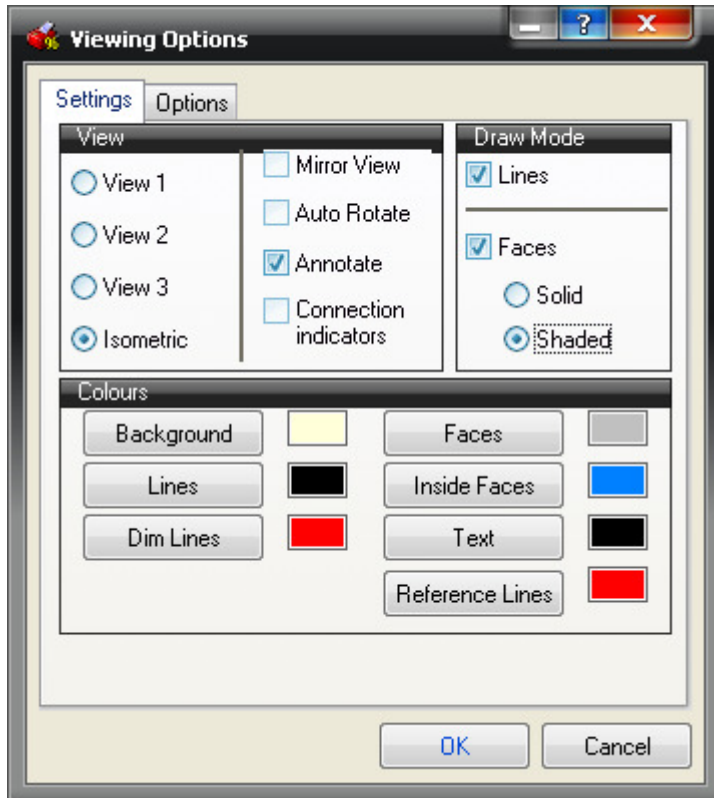 Viewing Options
?
X
Settings
Options
View
View 1
View 2
View 3
Isometric
Mirror View
Auto Rotate
Annotate
Connection
indicators
Draw Mode
Lines
Faces
Solid
Shaded
Colours
Background
Lines
Dim Lines
Faces
Inside Faces
Text
Reference Lines
OK
Cancel